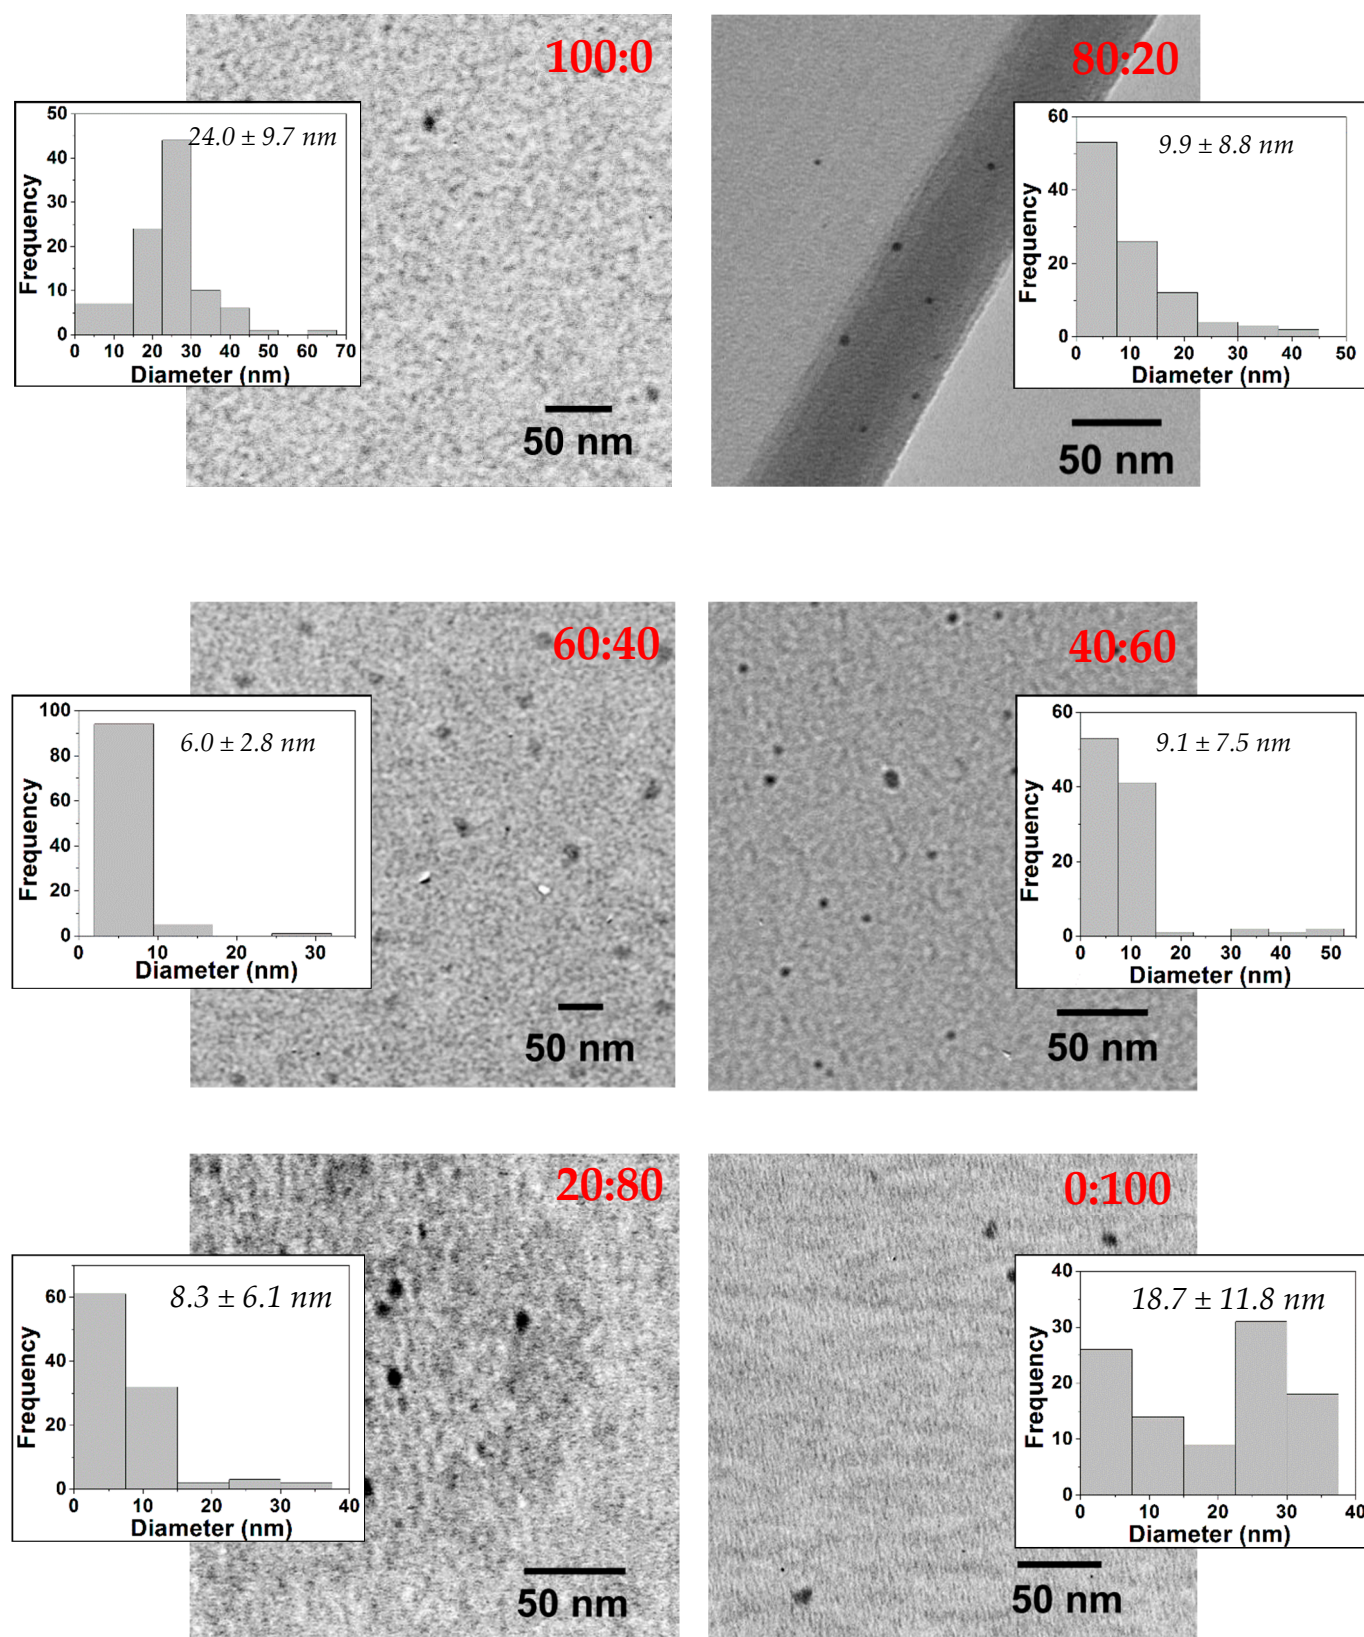 100:0
24.0 ± 9.7 nm
50
40
30
20
10
0
Frequency
0 10 20 30 40 50 60 70
Diameter (nm)
50 nm
80:20
9.9 ± 8.8 nm
60
40
20
0
Frequency
0 10 20 30 40 50
Diameter (nm)
50 nm
60:40
6.0 ± 2.8 nm
100
80
60
40
20
0
Frequency
0 10 20 30
Diameter (nm)
50 nm
40:60
9.1 ± 7.5 nm
60
40
20
0
Frequency
0 10 20 30 40 50
Diameter (nm)
50 nm
20:80
8.3 ± 6.1 nm
60
40
20
0
Frequency
0 10 20 30 40
Diameter (nm)
50 nm
0:100
18.7 ± 11.8 nm
40
30
20
10
0
Frequency
0 10 20 30 40
Diameter (nm)
50 nm